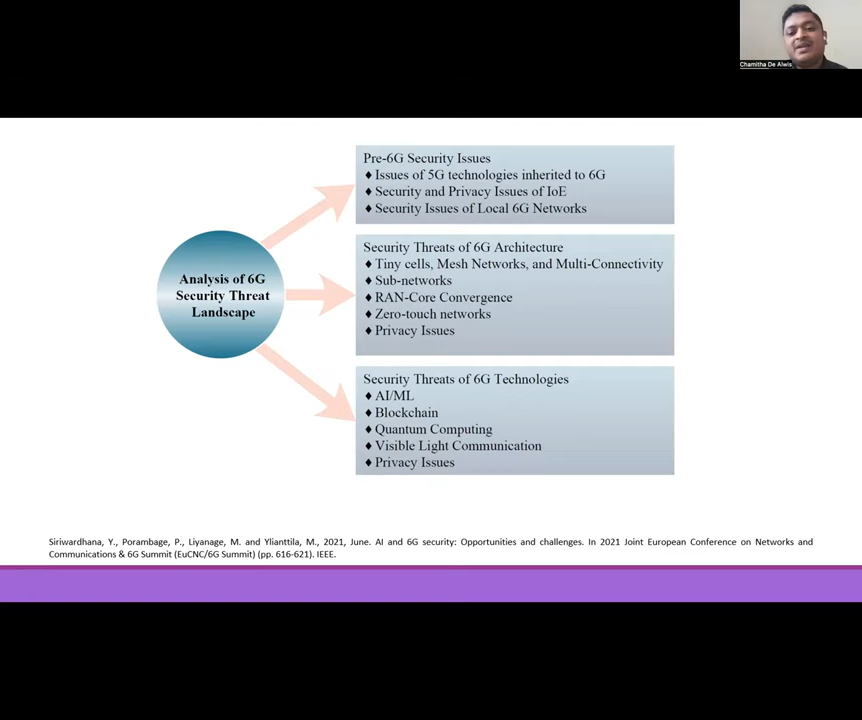 Chamitha De Alwis
Pre-6G Security Issues
♦ Issues of 5G technologies inherited to 6G
♦ Security and Privacy Issues of IoE
♦ Security Issues of Local 6G Networks
Analysis of 6G
Security Threat
Landscape
Security Threats of 6G Architecture
♦ Tiny cells, Mesh Networks, and Multi-Connectivity
♦ Sub-networks
♦ RAN-Core Convergence
♦ Zero-touch networks
♦ Privacy Issues
Security Threats of 6G Technologies
♦ AI/ML
♦ Blockchain
♦ Quantum Computing
♦ Visible Light Communication
♦ Privacy Issues
Siriwardhana, Y., Porambage, P., Liyanage, M. and Ylianttila, M., 2021, June. AI and 6G security: Opportunities and challenges. In 2021 Joint European Conference on Networks and
Communications & 6G Summit (EuCNC/6G Summit) (pp. 616-621). IEEE.